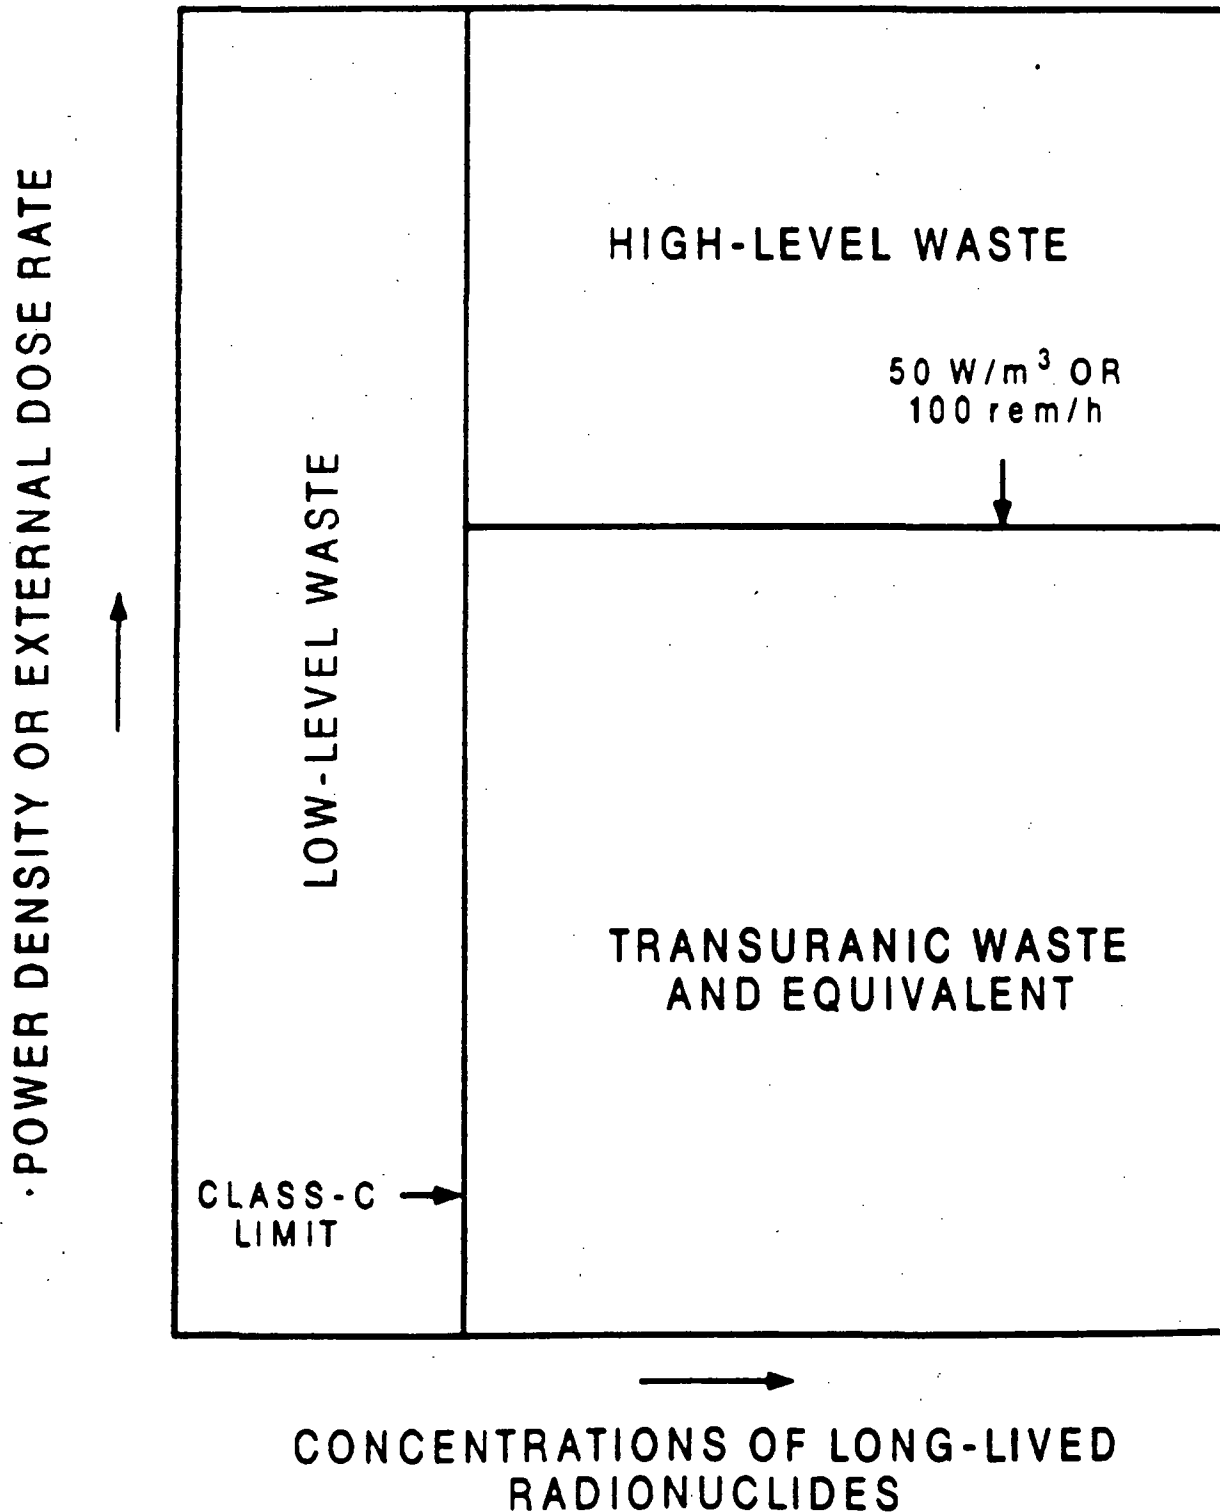 POWER DENSITY OR EXTERNAL DOSE RATE
LOW-LEVEL WASTE
HIGH-LEVEL WASTE
50 W/m³ OR
100 rem/h
TRANSURANIC WASTE
AND EQUIVALENT
CLASS-C
LIMIT
CONCENTRATIONS OF LONG-LIVED
RADIONUCLIDES